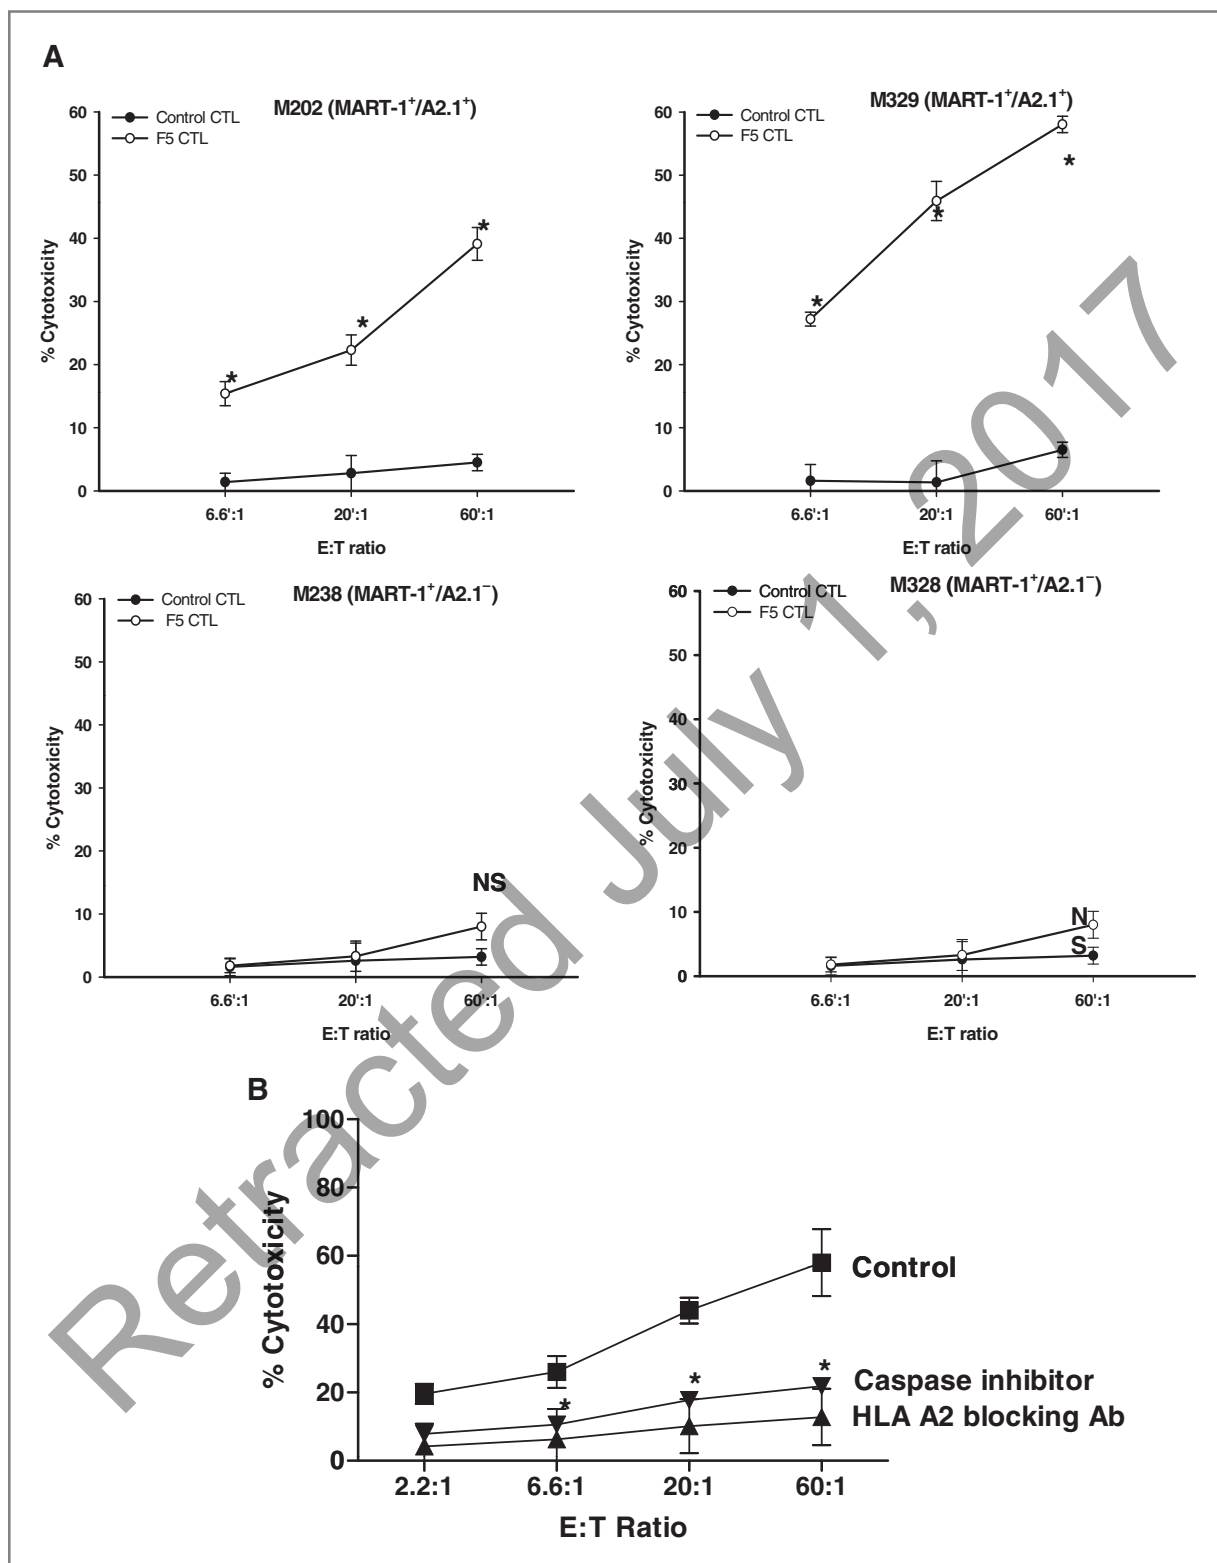 A
M202 (MART-1⁺/A2.1⁺)
Control CTL
F5 CTL
60
50
40
30
20
10
0
% Cytotoxicity
*
*
*
6.6':1
20':1
60':1
E:T ratio
M329 (MART-1⁺/A2.1⁺)
Control CTL
F5 CTL
60
50
40
30
20
10
0
% Cytotoxicity
*
*
*
6.6':1
20':1
60':1
E:T ratio
M238 (MART-1⁺/A2.1⁻)
Control CTL
F5 CTL
60
50
40
30
20
10
0
% Cytotoxicity
NS
6.6':1
20':1
60':1
E:T ratio
M328 (MART-1⁺/A2.1⁻)
Control CTL
F5 CTL
60
50
40
30
20
10
0
% Cytotoxicity
N
S
6.6':1
20':1
60':1
E:T ratio
B
100
80
60
40
20
0
% Cytotoxicity
Control
*
*
*
Caspase inhibitor
HLA A2 blocking Ab
2.2:1
6.6:1
20:1
60:1
E:T Ratio
Retracted July 1, 2017